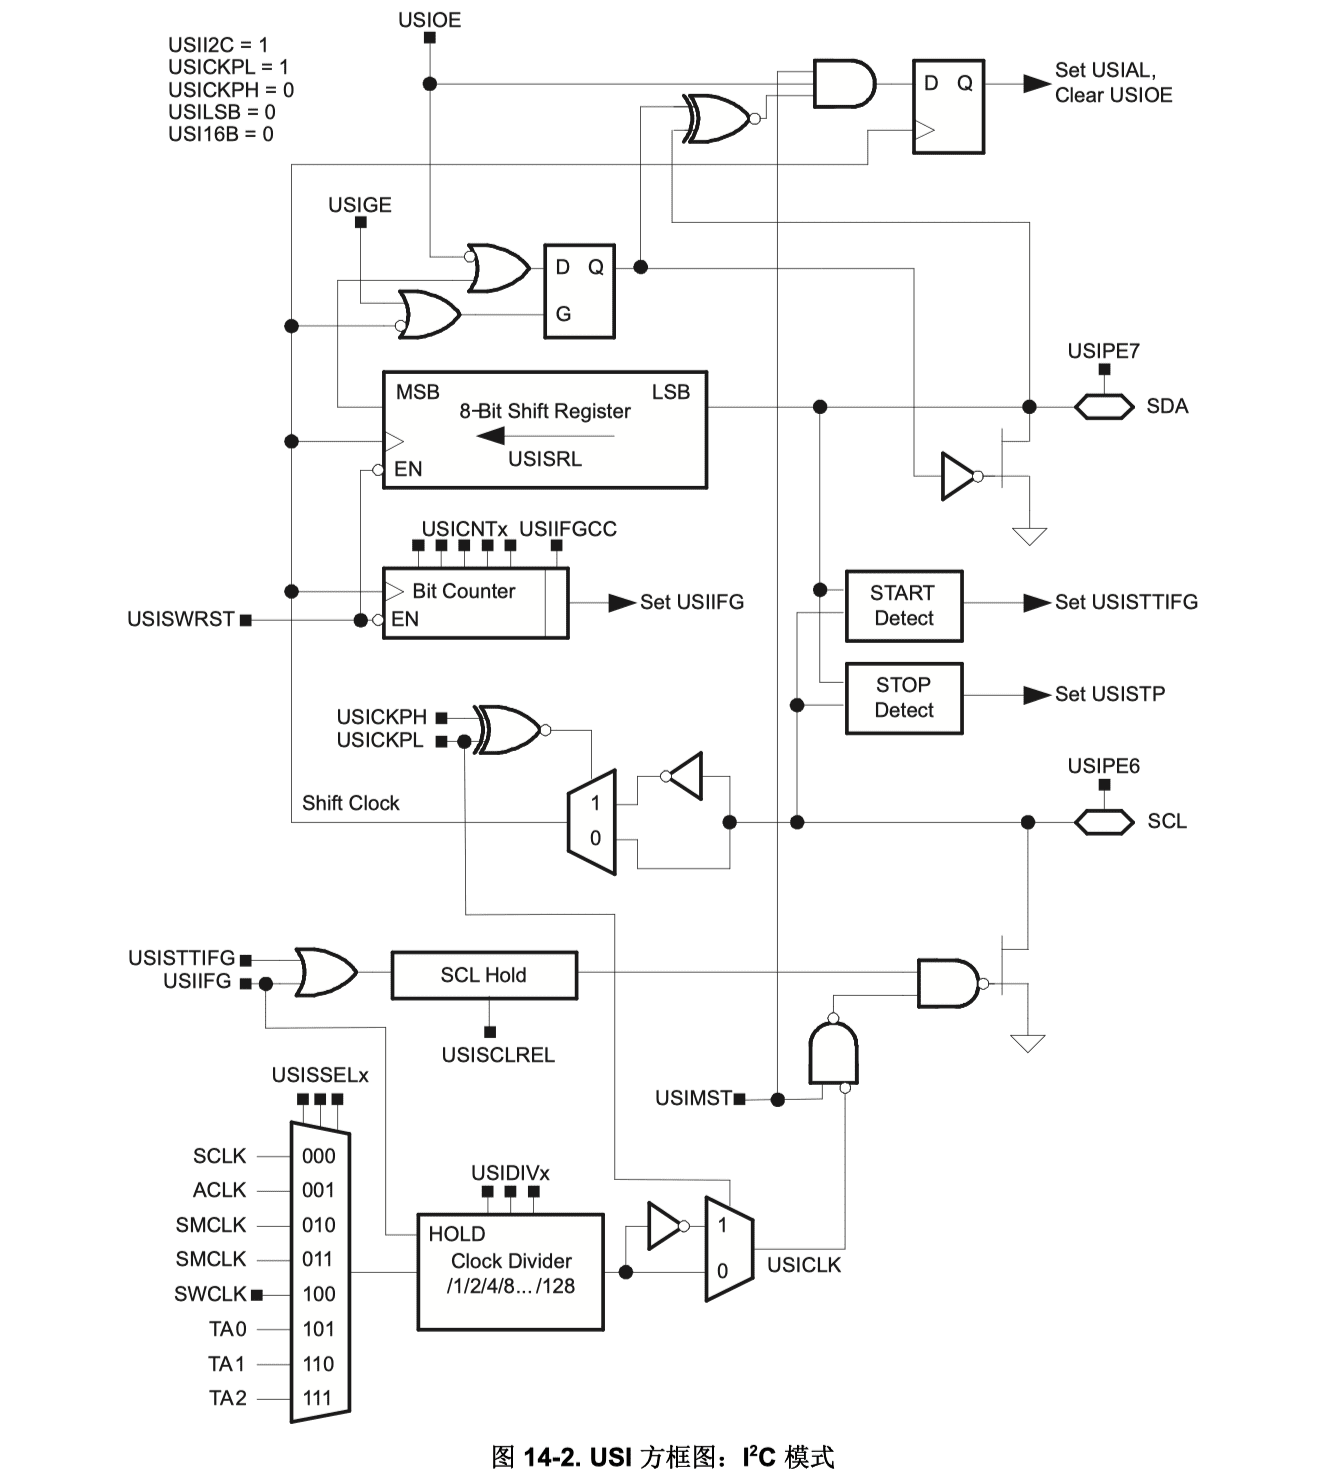 USIOE
USII2C = 1
USICKPL = 1
USICKPH = 0
USILSB = 0
USI16B = 0
D Q
Set USIAL,
Clear USIOE
USIGE
D Q
G
USIPE7
SDA
MSB
LSB
8-Bit Shift Register
USISRL
EN
USICNTx
USIIFGCC
Bit Counter
EN
Set USIIFG
USISWRST
START
Detect
Set USISTTIFG
STOP
Detect
Set USISTP
USICKPH
USICKPL
USIPE6
SCL
Shift Clock
1
0
USISTTIFG
USIIFG
SCL Hold
USISCLREL
USISSELx
USIMST
SCLK 000
ACLK 001
SMCLK 010
SMCLK 011
SWCLK 100
TA0 101
TA1 110
TA2 111
USIDIVx
HOLD
Clock Divider
/1/2/4/8... /128
1
0
USICLK
图 14-2. USI 方框图：I²C 模式